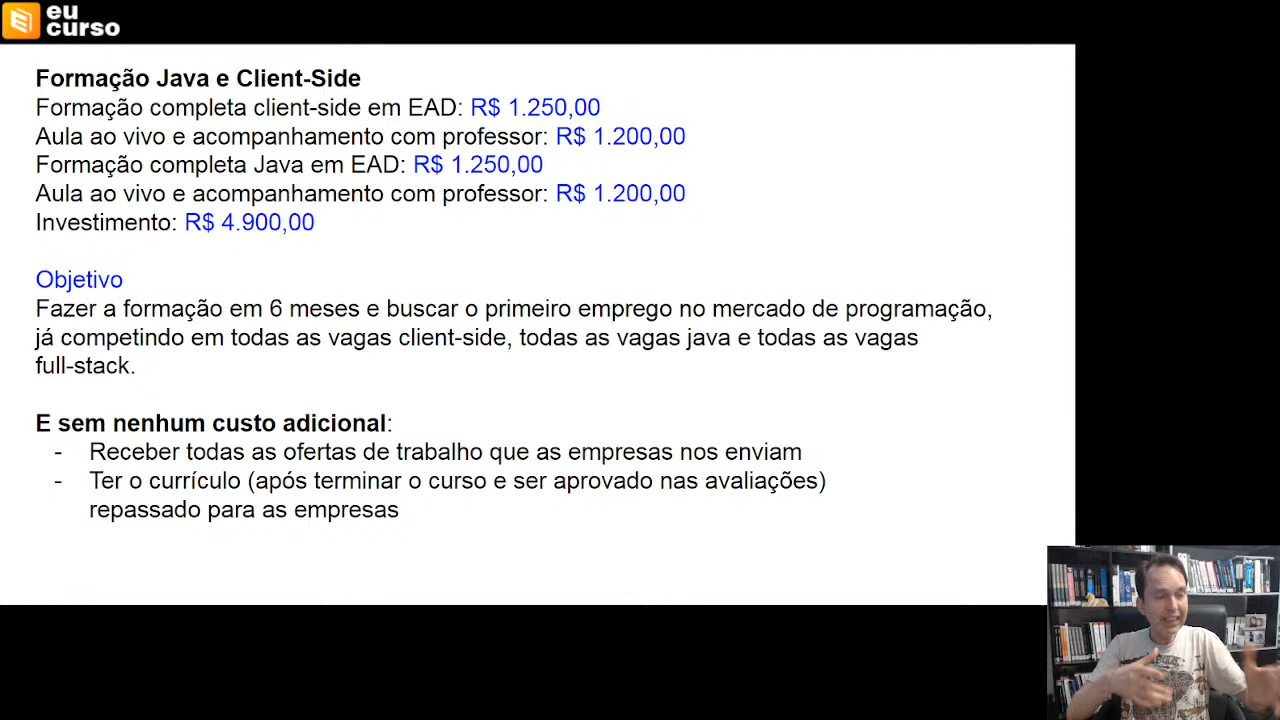 eu
curso
Formação Java e Client-Side
Formação completa client-side em EAD: R$ 1.250,00
Aula ao vivo e acompanhamento com professor: R$ 1.200,00
Formação completa Java em EAD: R$ 1.250,00
Aula ao vivo e acompanhamento com professor: R$ 1.200,00
Investimento: R$ 4.900,00
Objetivo
Fazer a formação em 6 meses e buscar o primeiro emprego no mercado de programação,
já competindo em todas as vagas client-side, todas as vagas java e todas as vagas
full-stack.
E sem nenhum custo adicional:
- Receber todas as ofertas de trabalho que as empresas nos enviam
- Ter o currículo (após terminar o curso e ser aprovado nas avaliações)
repassado para as empresas